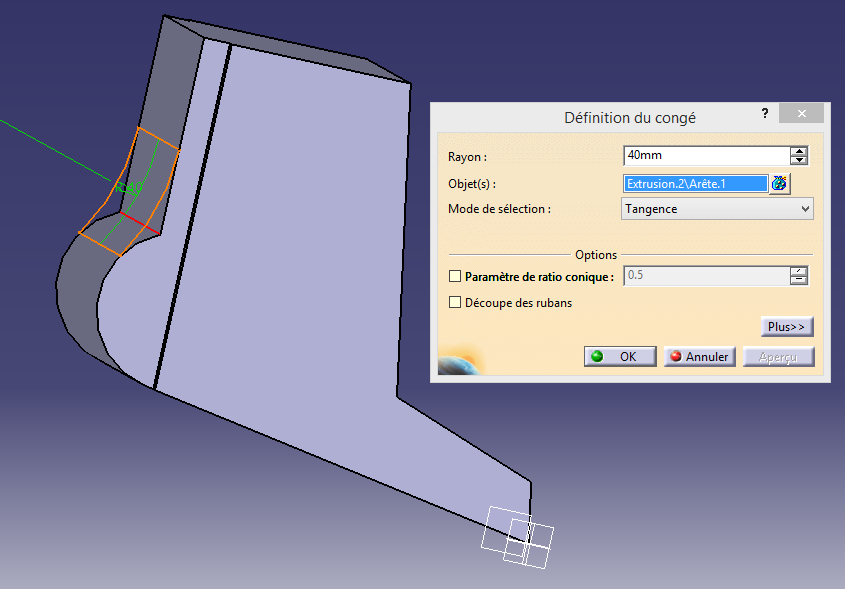 R 40
Définition du congé
?
Rayon :
40mm
Objet(s) :
Extrusion.2\Arête.1
Mode de sélection :
Tangence
Options
Paramètre de ratio conique :
0.5
Découpe des rubans
Plus>>
OK
Annuler
Aperçu